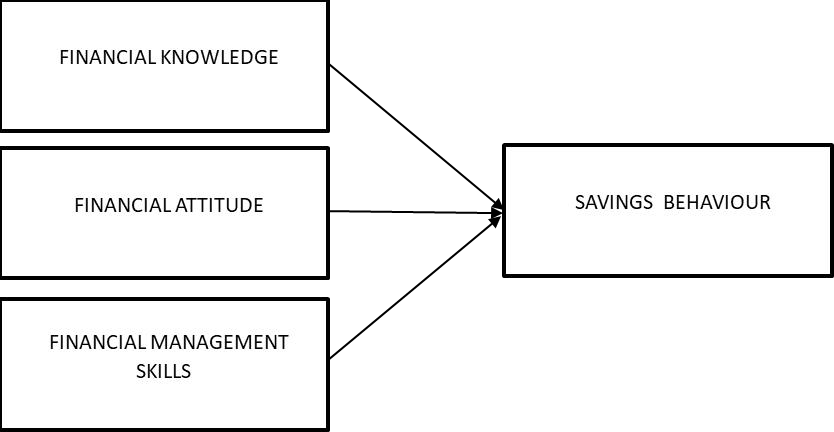 FINANCIAL KNOWLEDGE
FINANCIAL ATTITUDE
SAVINGS  BEHAVIOUR
FINANCIAL MANAGEMENT
SKILLS